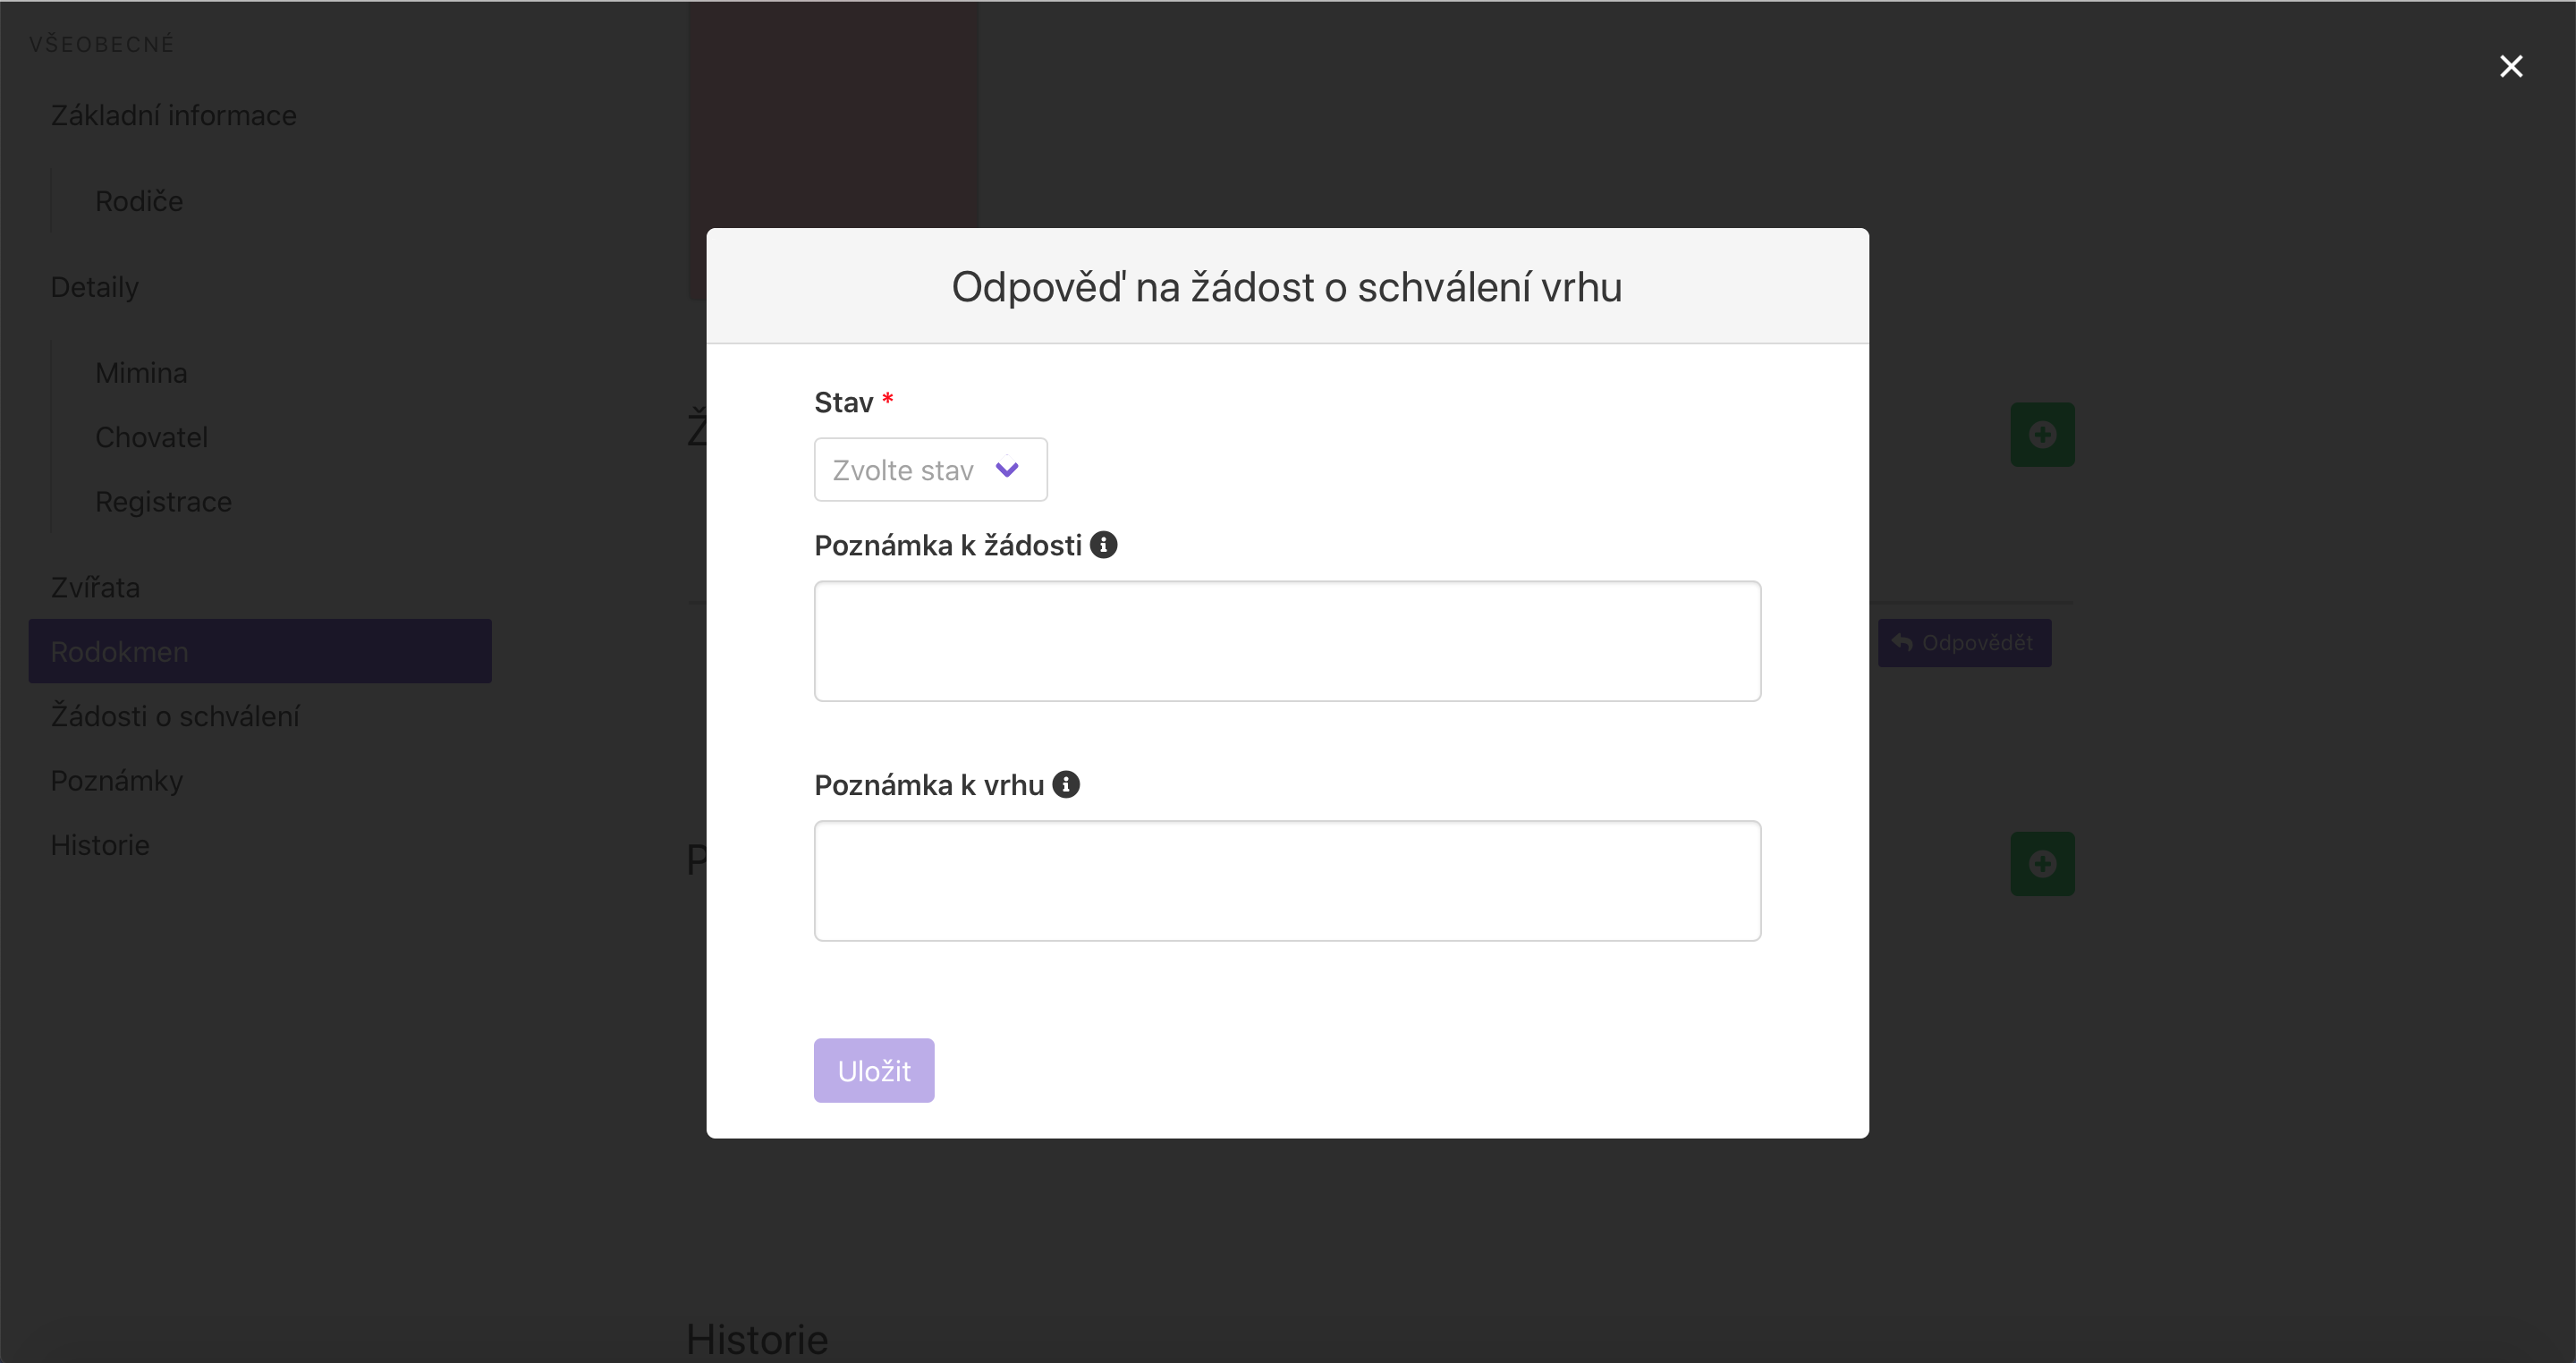 VŠEOBECNÉ
Základní informace
Rodiče
Detaily
Mimina
Chovatel
Registrace
Zvířata
Rodokmen
Žádosti o schválení
Poznámky
Historie
Odpověď na žádost o schválení vrhu
Stav *
Zvolte stav
Poznámka k žádosti
Poznámka k vrhu
Uložit
Ž
Odpovědět
P
Historie